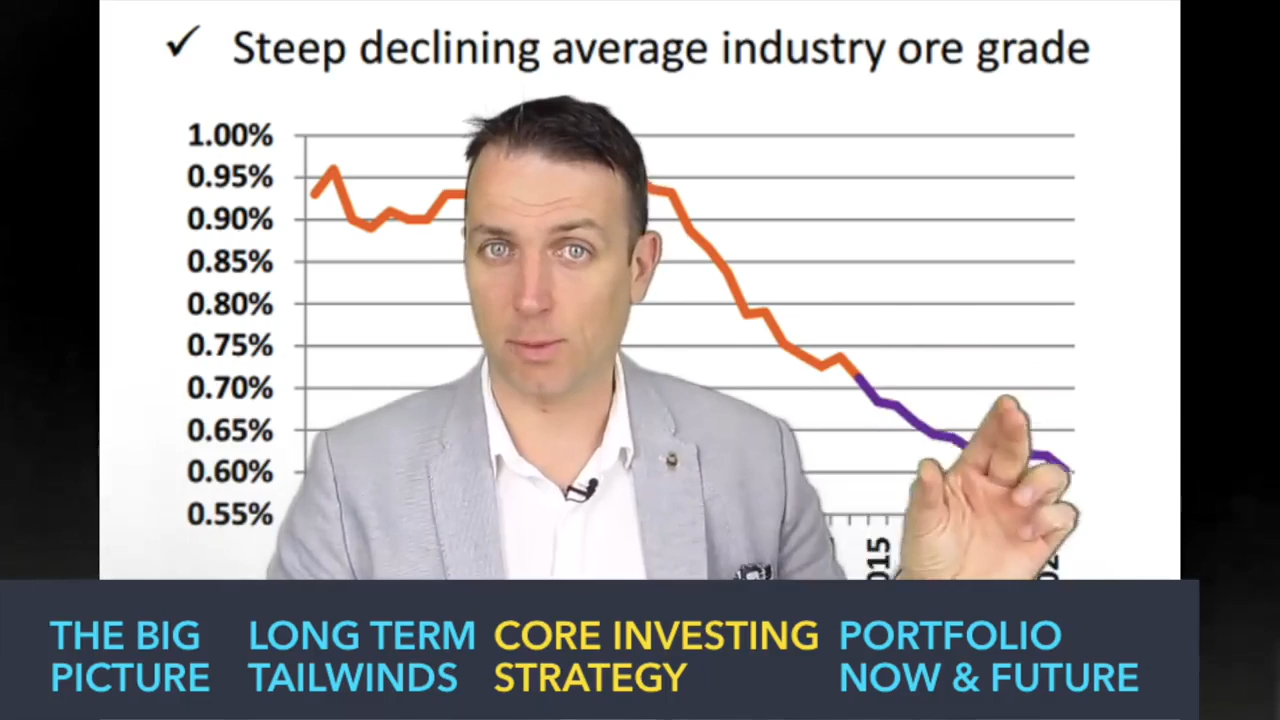 ✓ Steep declining average industry ore grade
1.00%
0.95%
0.90%
0.85%
0.80%
0.75%
0.70%
0.65%
0.60%
0.55%
THE BIG
PICTURE
LONG TERM
TAILWINDS
CORE INVESTING
STRATEGY
PORTFOLIO
NOW & FUTURE